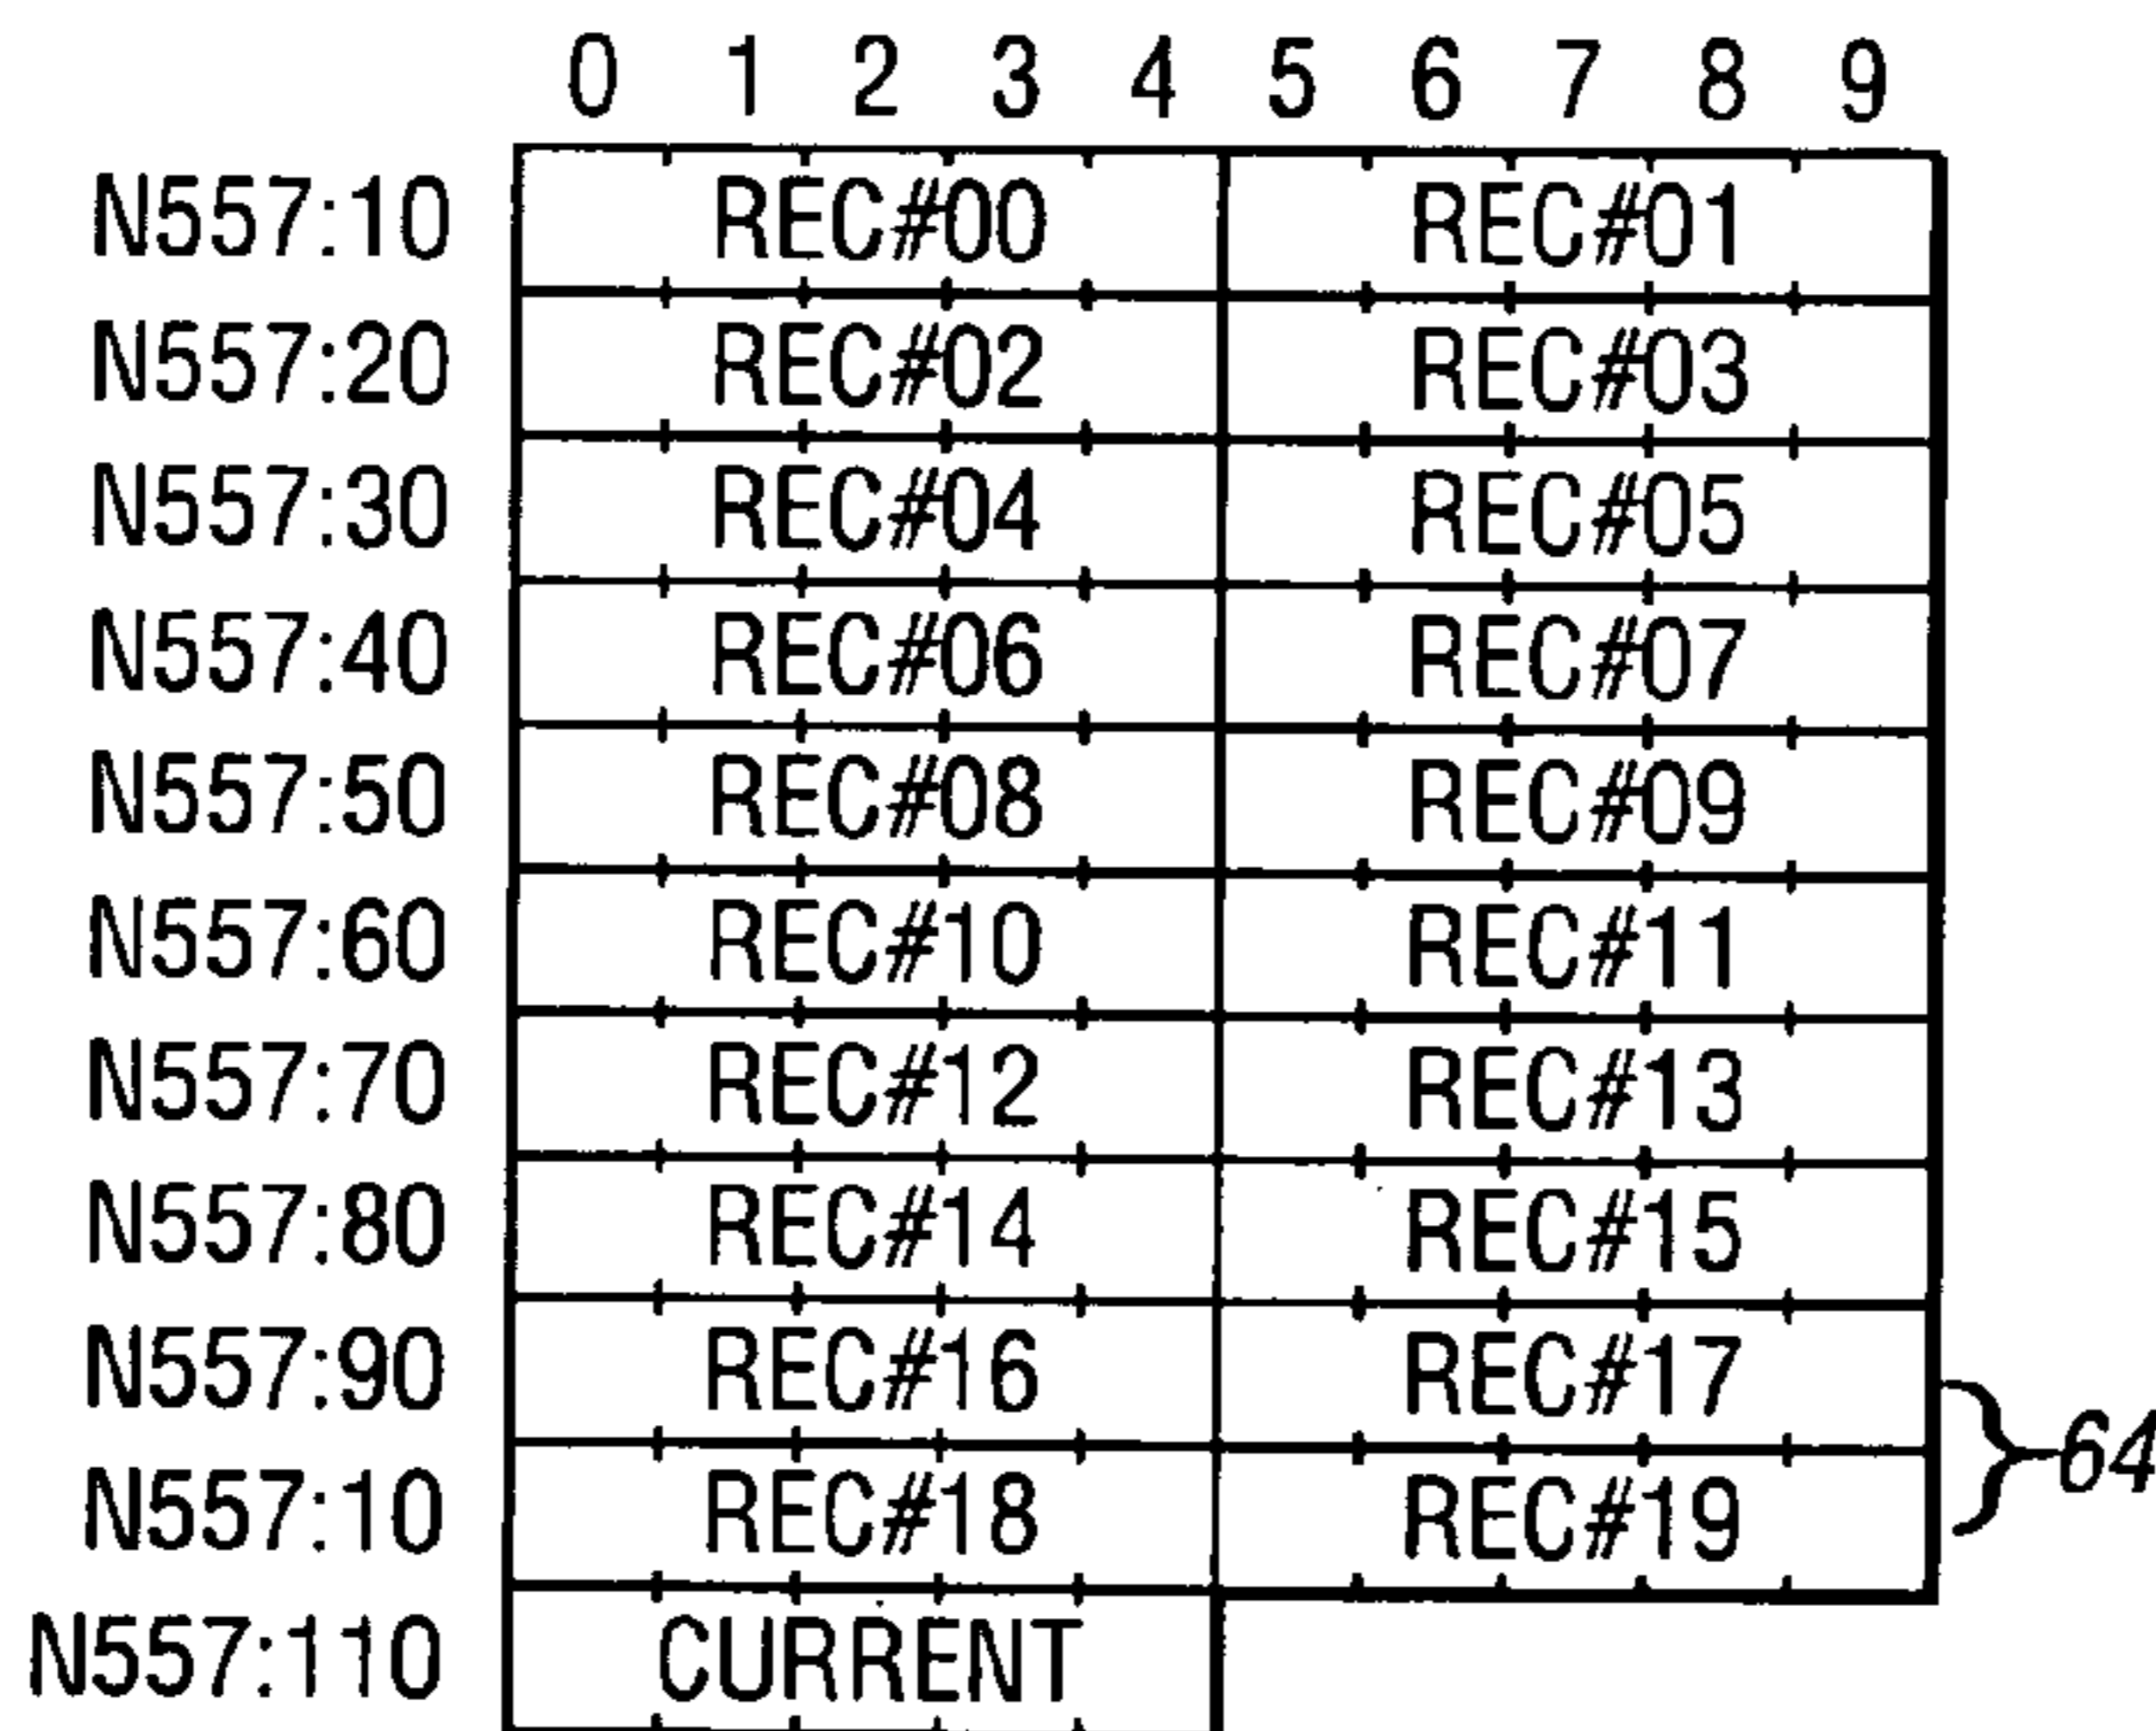 0 1 2 3 4 5 6 7 8 9
N557:10 REC#00 REC#01
N557:20 REC#02 REC#03
N557:30 REC#04 REC#05
N557:40 REC#06 REC#07
N557:50 REC#08 REC#09
N557:60 REC#10 REC#11
N557:70 REC#12 REC#13
N557:80 REC#14 REC#15
N557:90 REC#16 REC#17
64
N557:10 REC#18 REC#19
N557:110 CURRENT